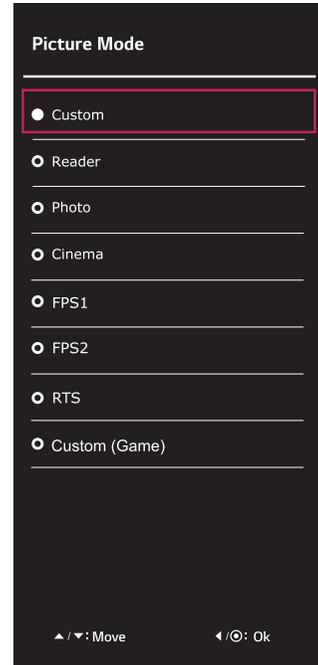 Picture Mode
Custom
Reader
Photo
Cinema
FPS1
FPS2
RTS
Custom (Game)
▲/▼: Move ◀/◉: Ok